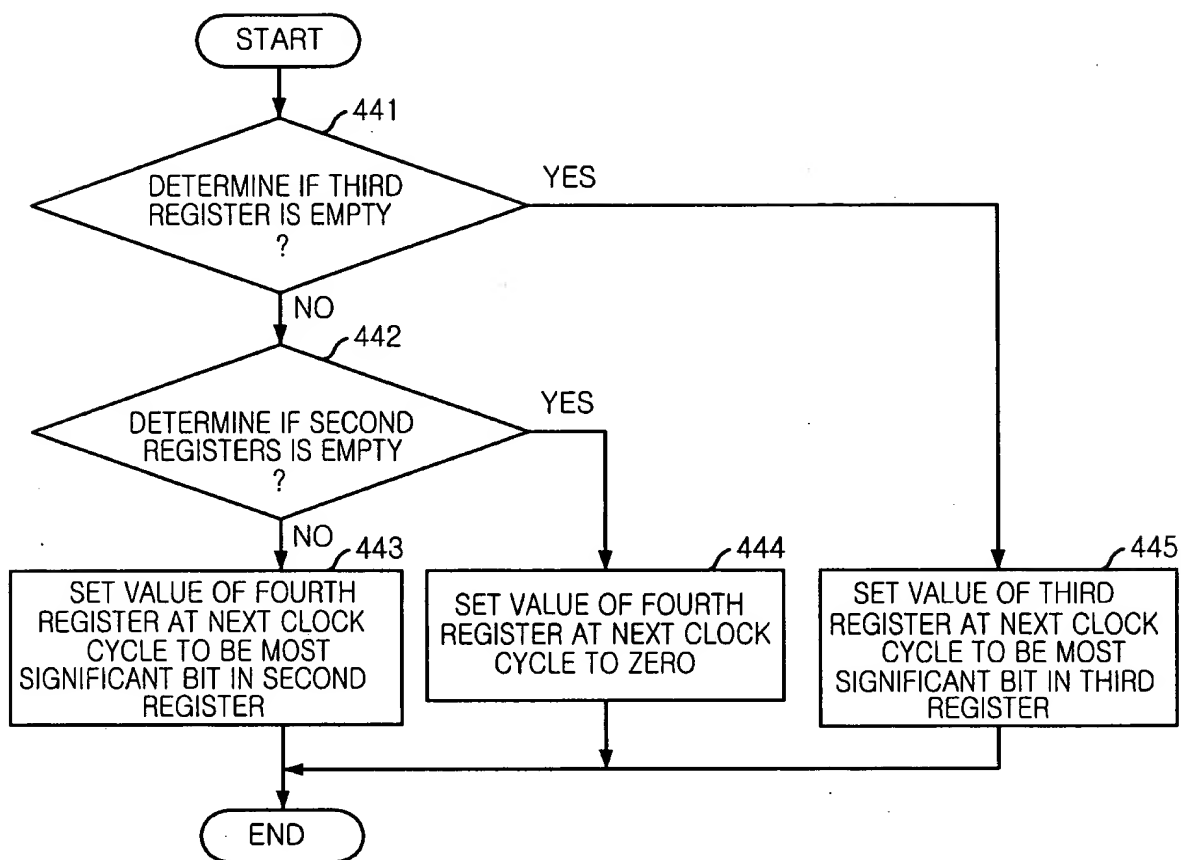 START
441
DETERMINE IF THIRD
REGISTER IS EMPTY
?
YES
NO
442
DETERMINE IF SECOND
REGISTERS IS EMPTY
?
YES
NO
443
SET VALUE OF FOURTH
REGISTER AT NEXT CLOCK
CYCLE TO BE MOST
SIGNIFICANT BIT IN SECOND
REGISTER
444
SET VALUE OF FOURTH
REGISTER AT NEXT CLOCK
CYCLE TO ZERO
445
SET VALUE OF THIRD
REGISTER AT NEXT CLOCK
CYCLE TO BE MOST
SIGNIFICANT BIT IN THIRD
REGISTER
END